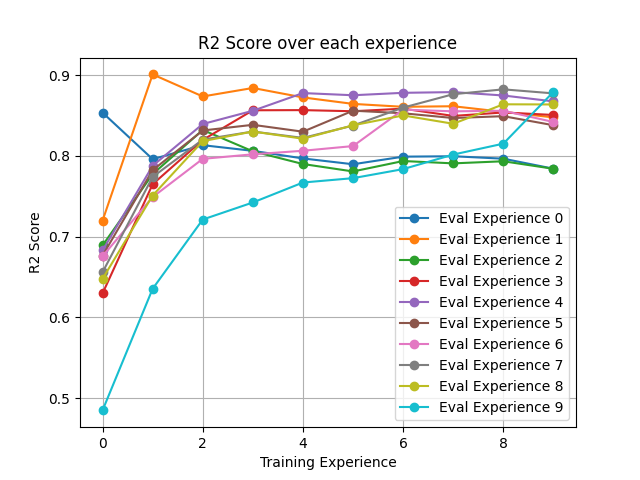 R2 Score over each experience
R2 Score
0.9
0.8
0.7
0.6
0.5
0 2 4 6 8
Training Experience
Eval Experience 0
Eval Experience 1
Eval Experience 2
Eval Experience 3
Eval Experience 4
Eval Experience 5
Eval Experience 6
Eval Experience 7
Eval Experience 8
Eval Experience 9